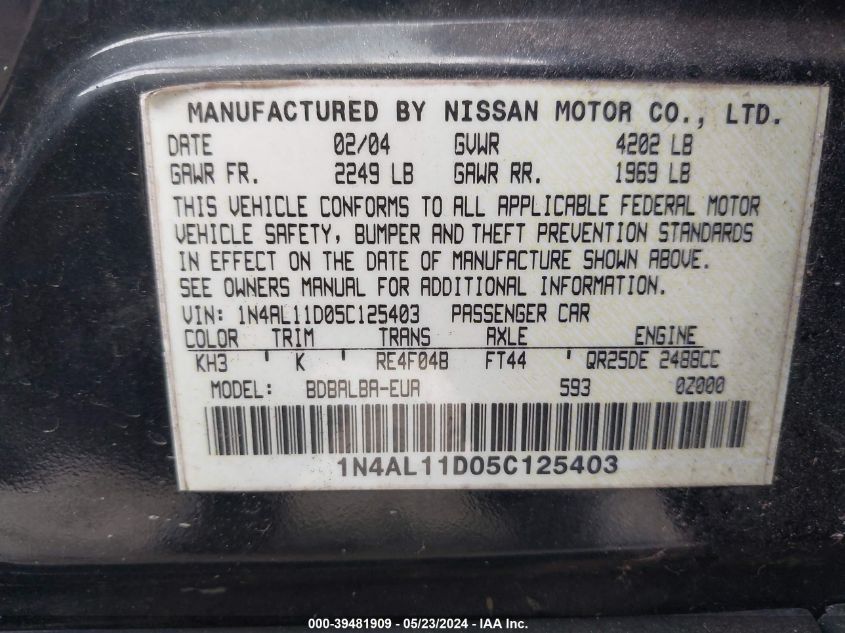 MANUFACTURED BY NISSAN MOTOR CO., LTD.
DATE 02/04 GVWR 4202 LB
GAWR FR. 2249 LB GAWR RR. 1969 LB
THIS VEHICLE CONFORMS TO ALL APPLICABLE FEDERAL MOTOR
VEHICLE SAFETY, BUMPER AND THEFT PREVENTION STANDARDS
IN EFFECT ON THE DATE OF MANUFACTURE SHOWN ABOVE.
SEE OWNERS MANUAL FOR ADDITIONAL INFORMATION.
VIN: 1N4AL11D05C125403 PASSENGER CAR
COLOR TRIM TRANS AXLE ENGINE
KH3 ' K ' RE4F04B FT44 ' QR25DE 2488CC
MODEL: BDBALBA-EUA 593 0Z000
1N4AL11D05C125403
000-39481909 - 05/23/2024 - IAA Inc.